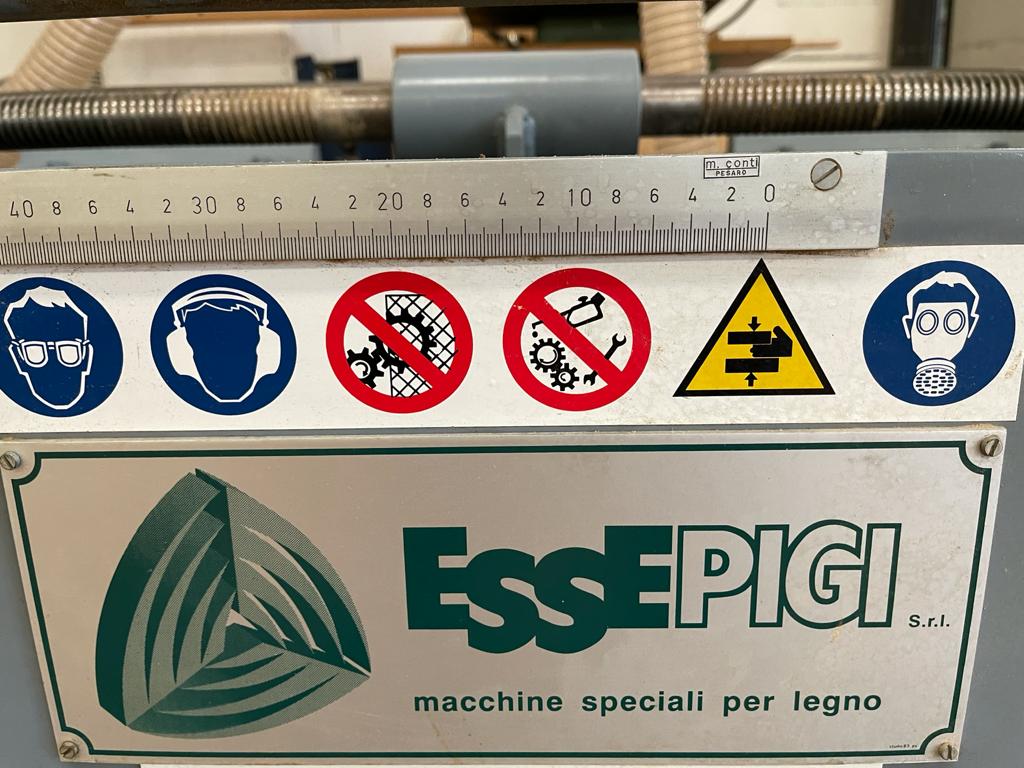 m. conti
PESARO
40 8 6 4 2 30 8 6 4 2 20 8 6 4 2 10 8 6 4 2 0
ESSEPIGI S.r.l.
macchine speciali per legno